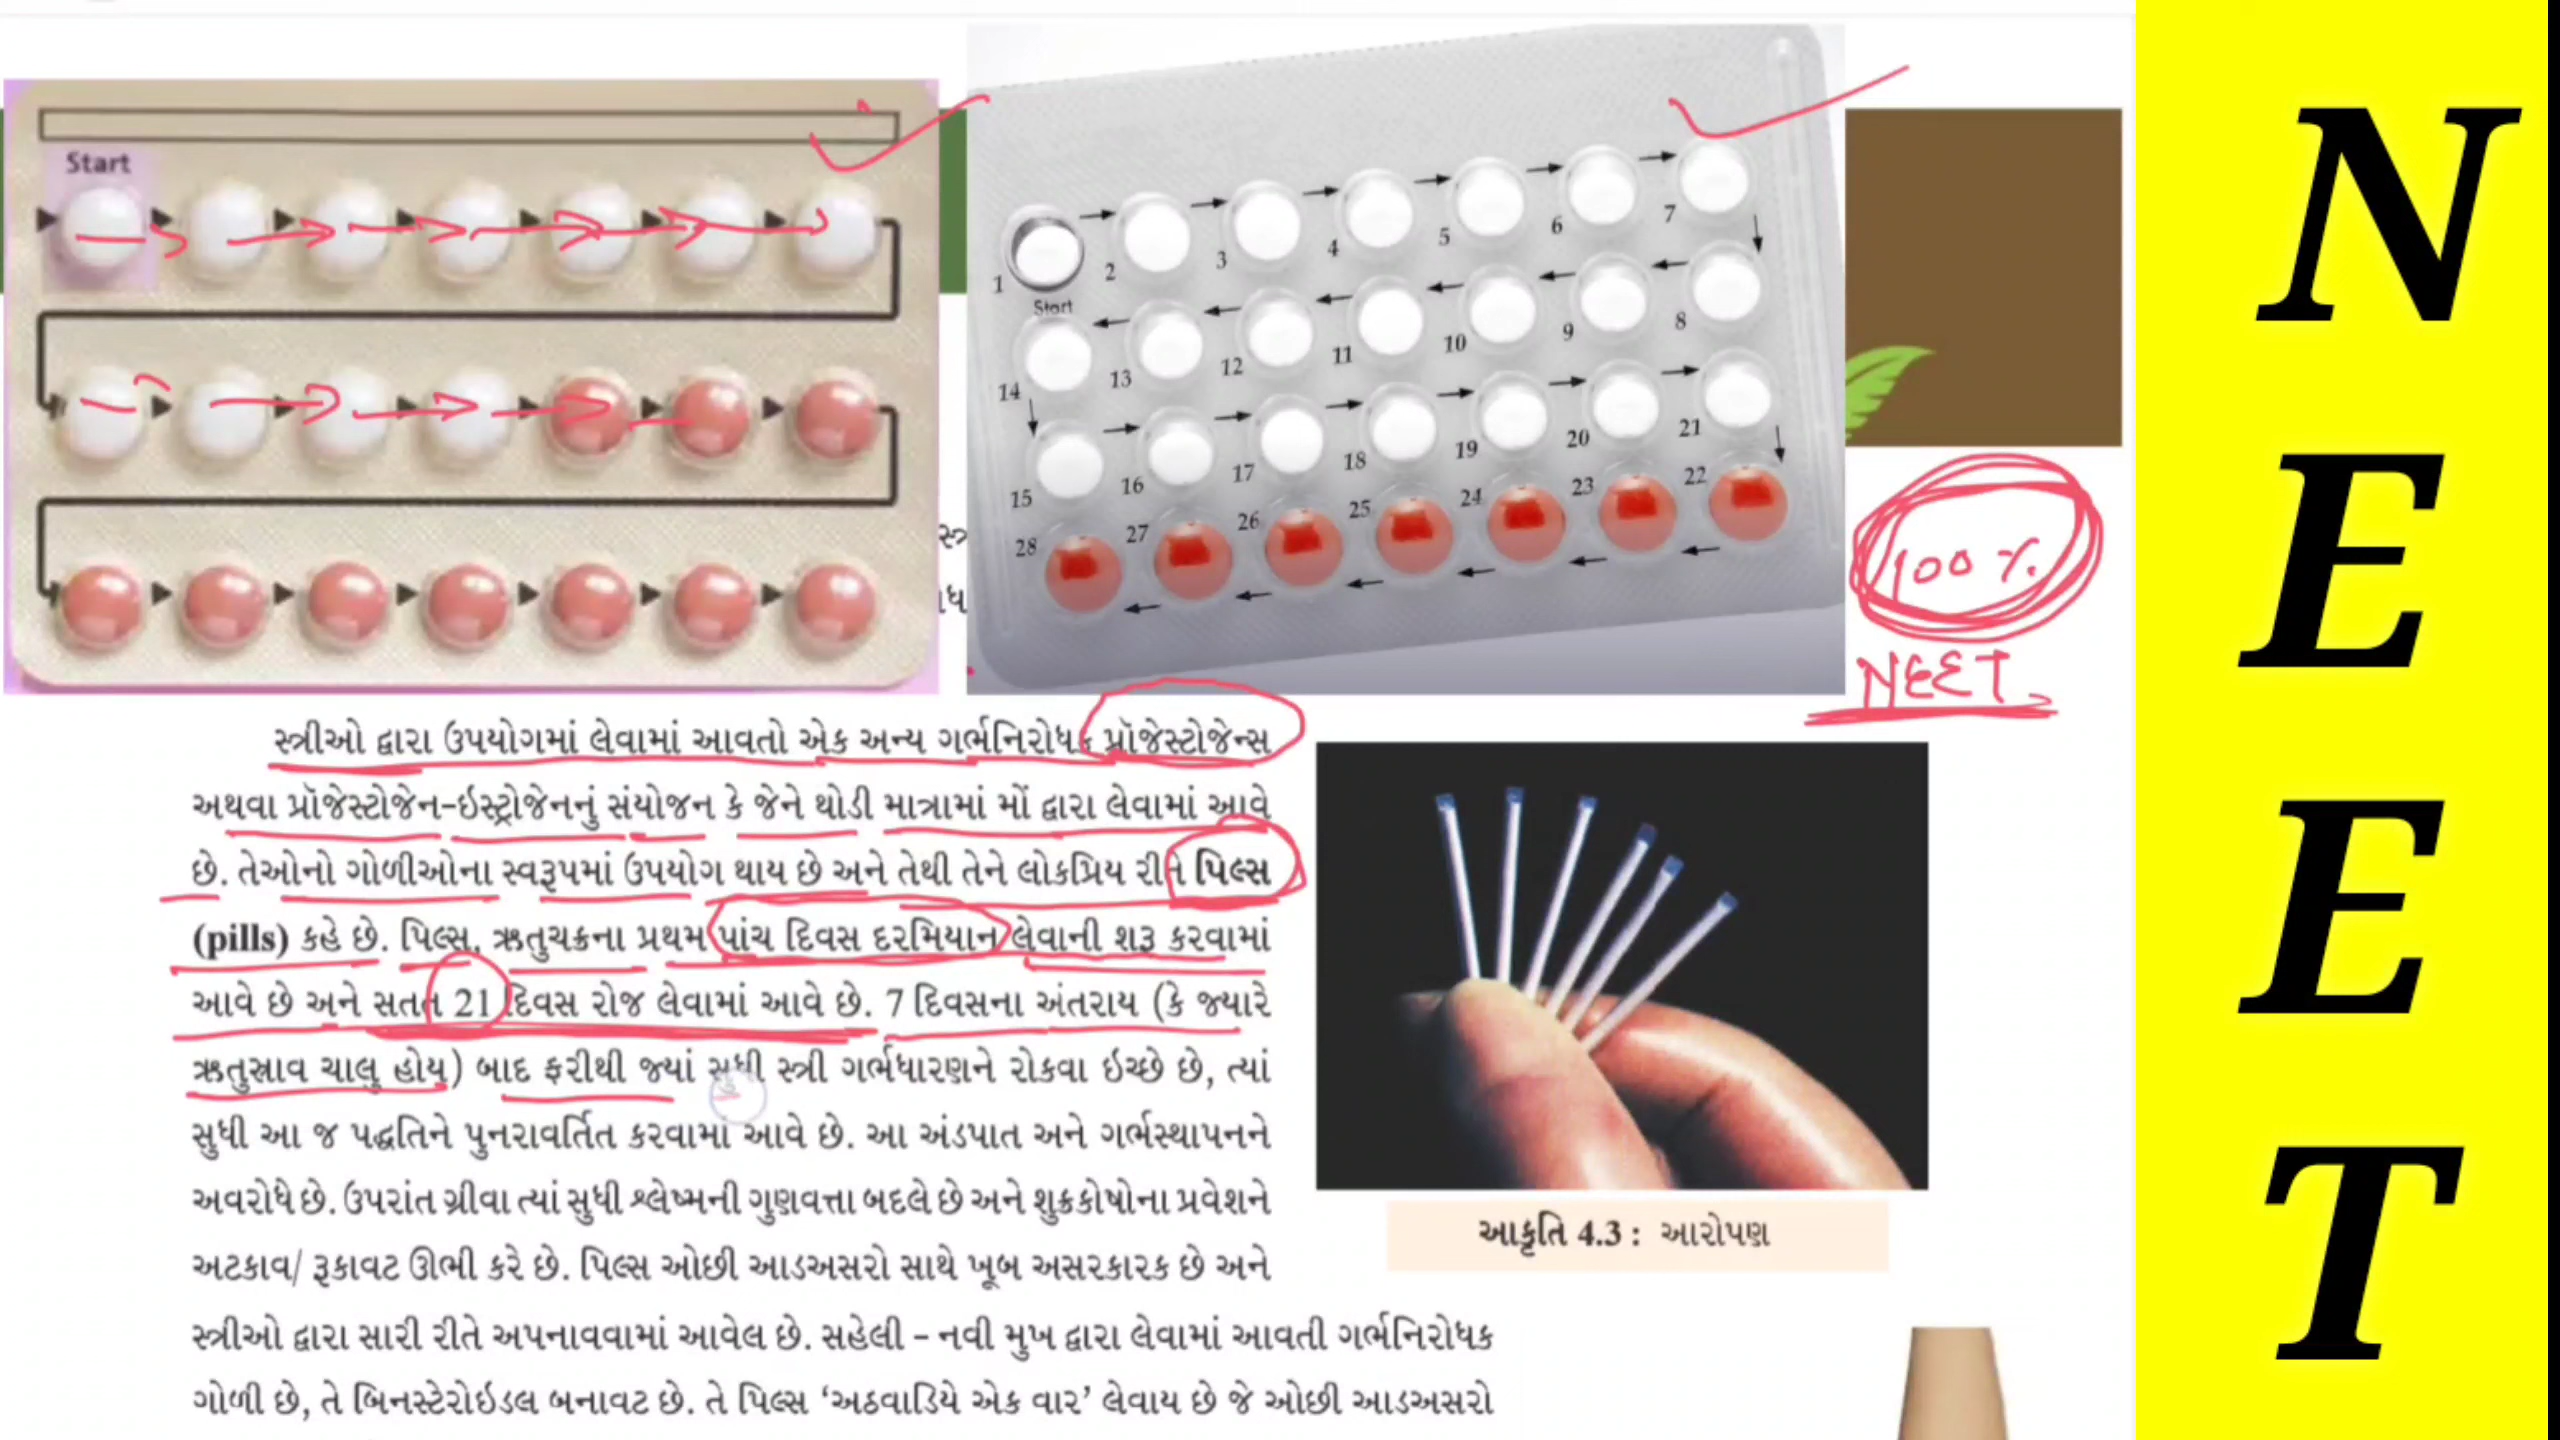 Start
1
2
3
4
5
6
7
Start
14
13
12
11
10
9
8
15
16
17
18
19
20
21
28
27
26
25
24
23
22
100 %
NEET
સ્ત્રીઓ દ્વારા ઉપયોગમાં લેવામાં આવતો એક અન્ય ગર્ભનિરોધક પ્રૉજેસ્ટોજેન્સ
અથવા પ્રૉજેસ્ટોજેન-ઇસ્ટ્રોજેનનું સંયોજન કે જેને થોડી માત્રામાં મોં દ્વારા લેવામાં આવે
છે. તેઓનો ગોળીઓના સ્વરૂપમાં ઉપયોગ થાય છે અને તેથી તેને લોકપ્રિય રીતે પિલ્સ
(pills) કહે છે. પિલ્સ, ઋતુચક્રના પ્રથમ પાંચ દિવસ દરમિયાન લેવાની શરૂ કરવામાં
આવે છે અને સતત 21 દિવસ રોજ લેવામાં આવે છે. 7 દિવસના અંતરાય (કે જ્યારે
ઋતુસ્રાવ ચાલુ હોય) બાદ ફરીથી જ્યાં સુધી સ્ત્રી ગર્ભધારણને રોકવા ઇચ્છે છે, ત્યાં
સુધી આ જ પદ્ધતિને પુનરાવર્તિત કરવામાં આવે છે. આ અંડપાત અને ગર્ભસ્થાપનને
અવરોધે છે. ઉપરાંત ગ્રીવા ત્યાં સુધી શ્લેષ્મની ગુણવત્તા બદલે છે અને શુક્રકોષોના પ્રવેશને
અટકાવ/ રૂકાવટ ઊભી કરે છે. પિલ્સ ઓછી આડઅસરો સાથે ખૂબ અસરકારક છે અને
સ્ત્રીઓ દ્વારા સારી રીતે અપનાવવામાં આવેલ છે. સહેલી – નવી મુખ દ્વારા લેવામાં આવતી ગર્ભનિરોધક
ગોળી છે, તે બિનસ્ટેરોઇડલ બનાવટ છે. તે પિલ્સ ‘અઠવાડિયે એક વાર’ લેવાય છે જે ઓછી આડઅસરો
આકૃતિ 4.3 : આરોપણ
N
E
E
T